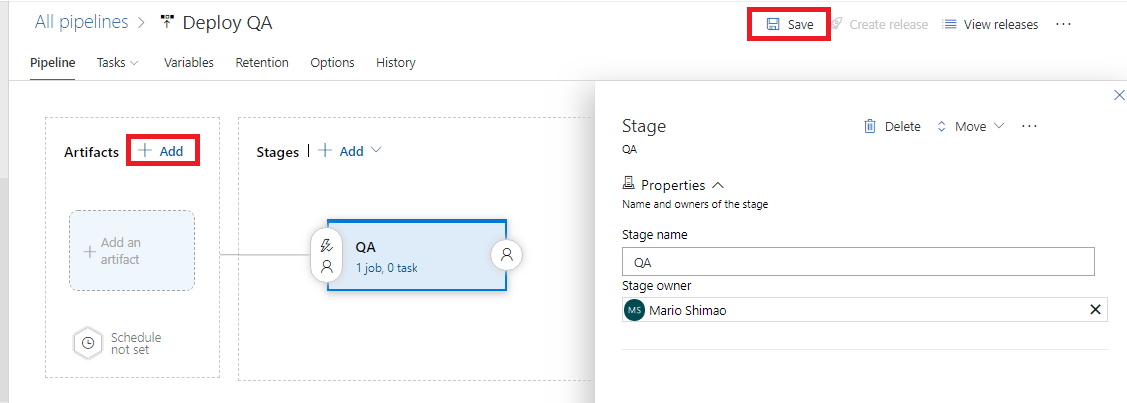 All pipelines > Deploy QA
Save Create release View releases ...
Pipeline Tasks Variables Retention Options History
Artifacts + Add
Stages | + Add
+ Add an
artifact
QA
1 job, 0 task
Schedule
not set
Stage
Delete Move ...
QA
Properties
Name and owners of the stage
Stage name
QA
Stage owner
MS Mario Shimao